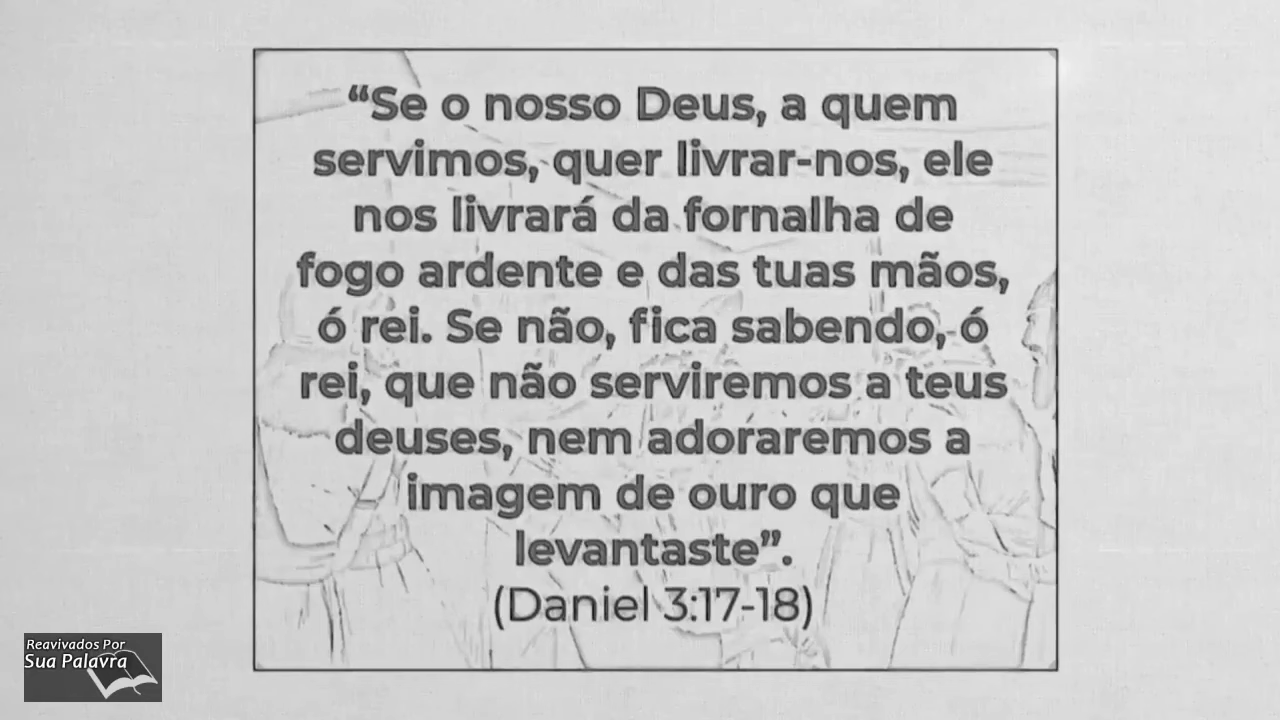 “Se o nosso Deus, a quem
servimos, quer livrar-nos, ele
nos livrará da fornalha de
fogo ardente e das tuas mãos,
ó rei. Se não, fica sabendo, ó
rei, que não serviremos a teus
deuses, nem adoraremos a
imagem de ouro que
levantaste”.
(Daniel 3:17-18)
Reavivados Por
Sua Palavra